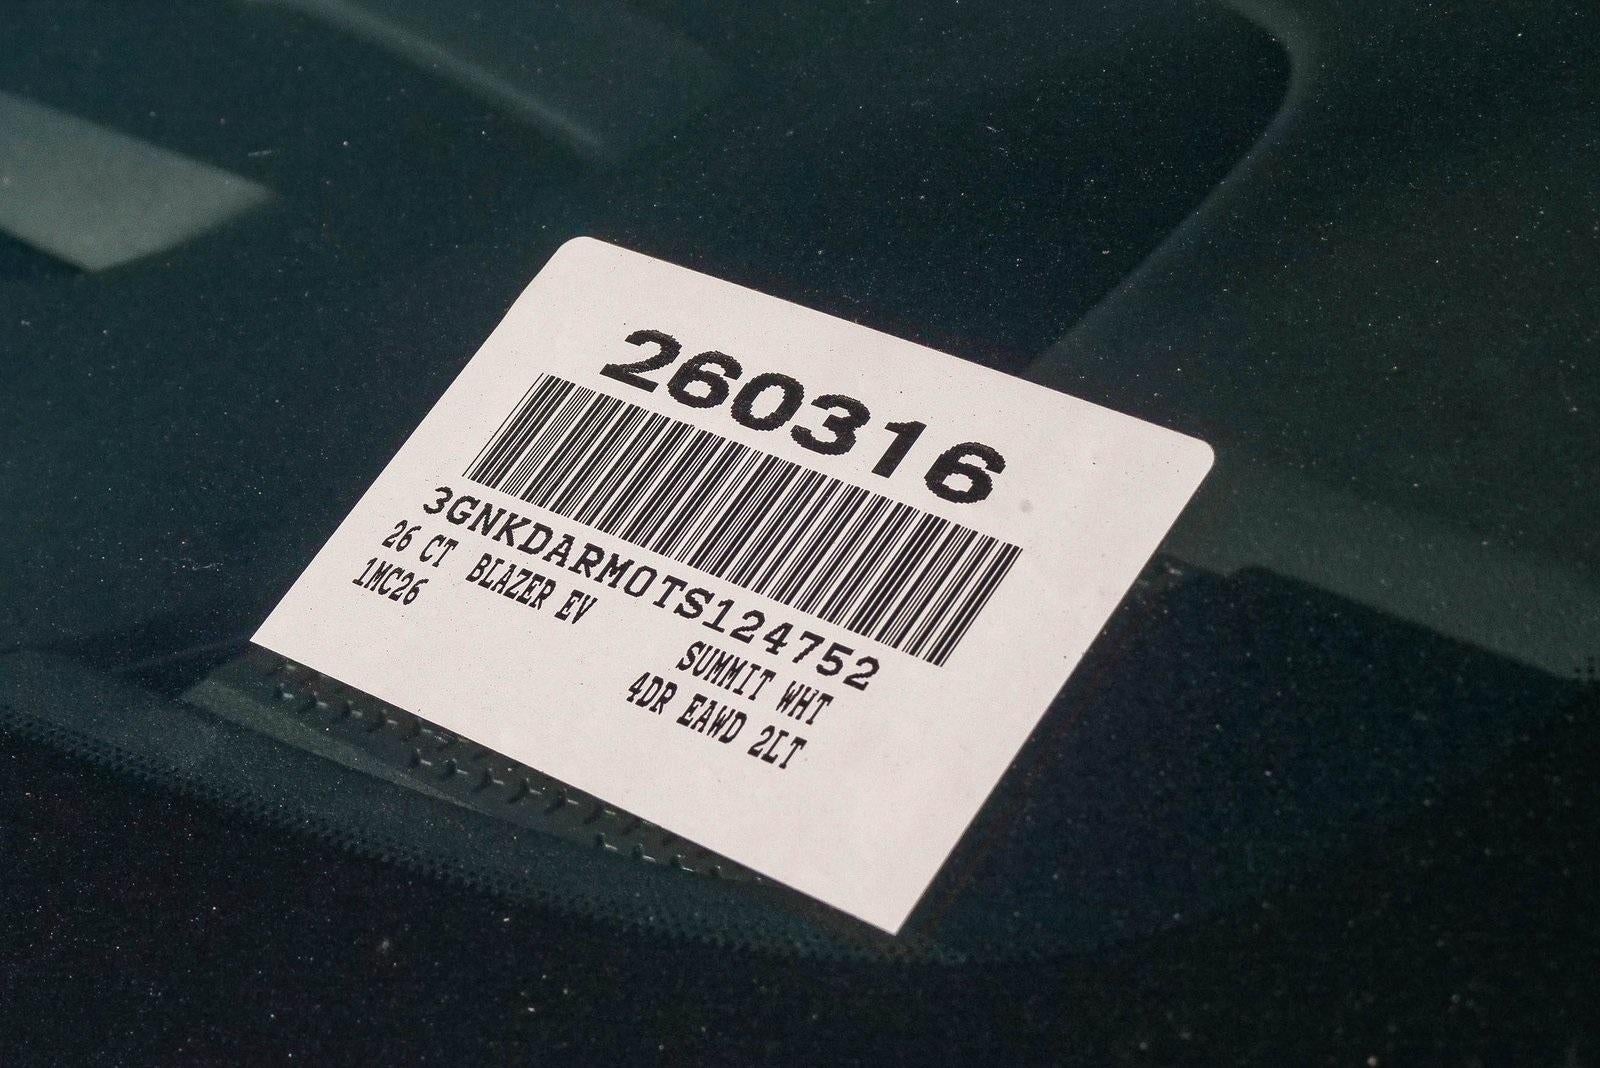 260316
3GNKDARM0TS124752
26 CT BLAZER EV SUMMIT WHT
1MC26 4DR EAWD 2LT